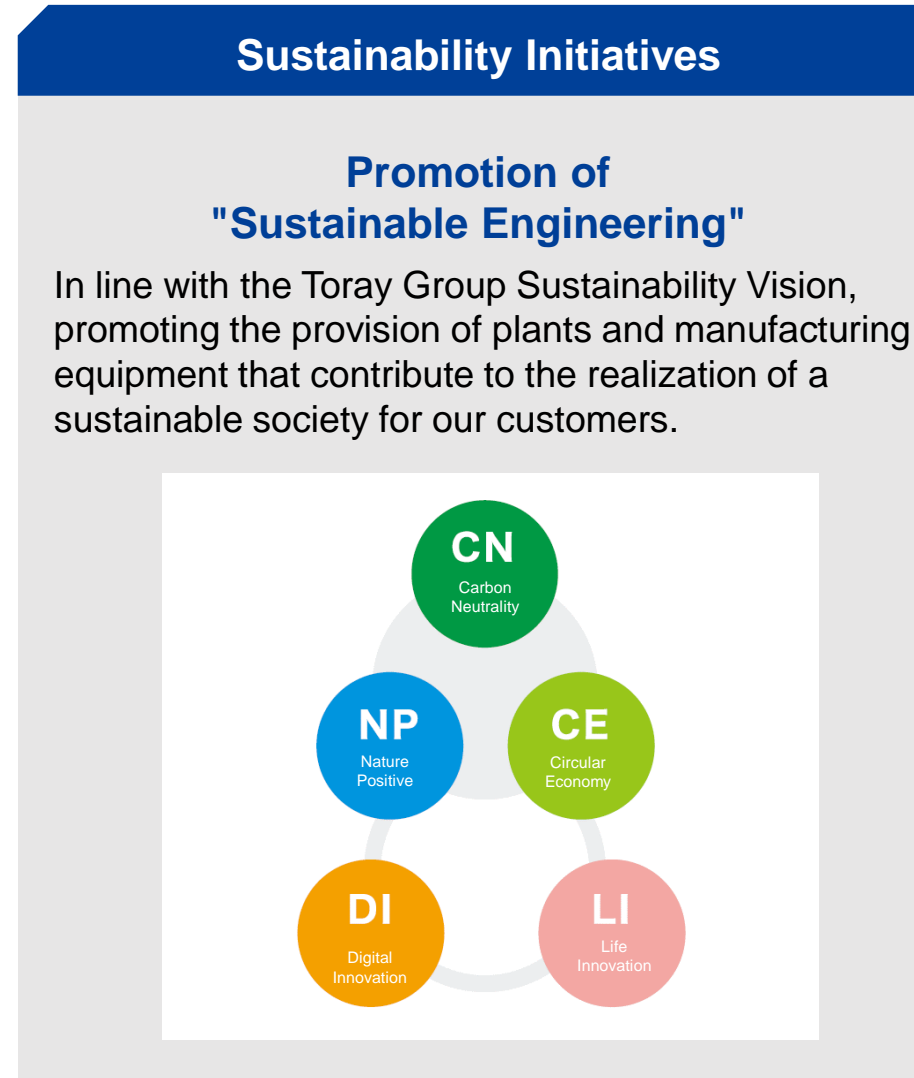 Sustainability Initiatives
Promotion of
"Sustainable Engineering"
In line with the Toray Group Sustainability Vision,
promoting the provision of plants and manufacturing
equipment that contribute to the realization of a
sustainable society for our customers.
CN
Carbon
Neutrality
NP
Nature
Positive
CE
Circular
Economy
DI
Digital
Innovation
LI
Life
Innovation